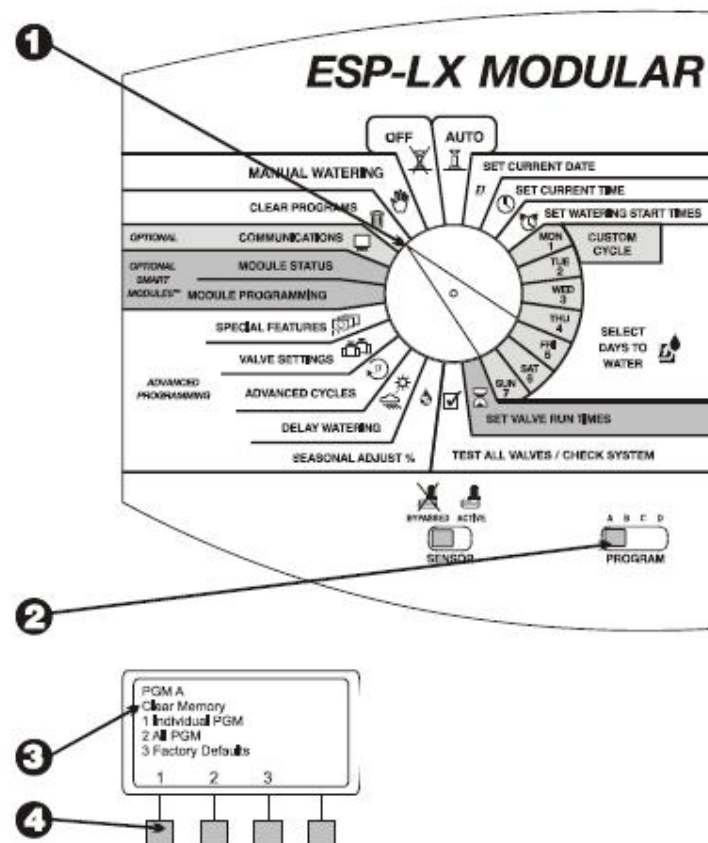 1
ESP-LX MODULAR
OFF
AUTO
MANUAL WATERING
SET CURRENT DATE
CLEAR PROGRAMS
SET CURRENT TIME
SET WATERING START TIMES
OPTIONAL
COMMUNICATIONS
MON
1
CUSTOM
CYCLE
OPTIONAL
SMART
MODULES™
MODULE STATUS
TUE
2
MODULE PROGRAMMING
WED
3
SPECIAL FEATURES
THU
4
SELECT
DAYS TO
WATER
VALVE SETTINGS
FRI
5
ADVANCED
PROGRAMMING
ADVANCED CYCLES
SAT
6
SUN
7
DELAY WATERING
SET VALVE RUN TIMES
SEASONAL ADJUST %
TEST ALL VALVES / CHECK SYSTEM
BYPASSED
ACTIVE
SENSOR
A B C D
PROGRAM
2
PGM A
Clear Memory
1 Individual PGM
2 All PGM
3 Factory Defaults
1 2 3
3
4